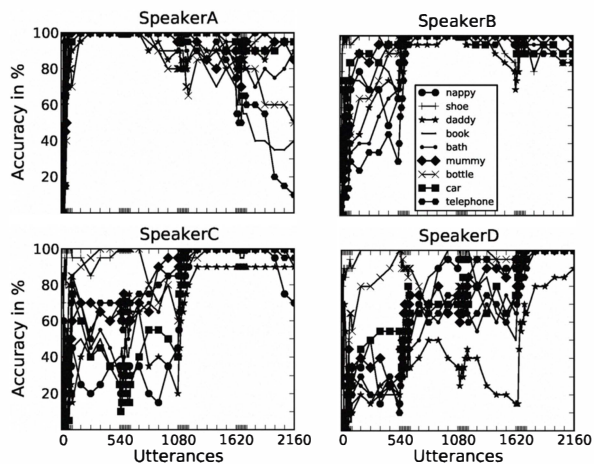 SpeakerA
SpeakerB
100
80
60
40
20
Accuracy in %
nappy
shoe
daddy
book
bath
mummy
bottle
car
telephone
SpeakerC
SpeakerD
100
80
60
40
20
Accuracy in %
0 540 1080 1620 2160
0 540 1080 1620 2160
Utterances
Utterances